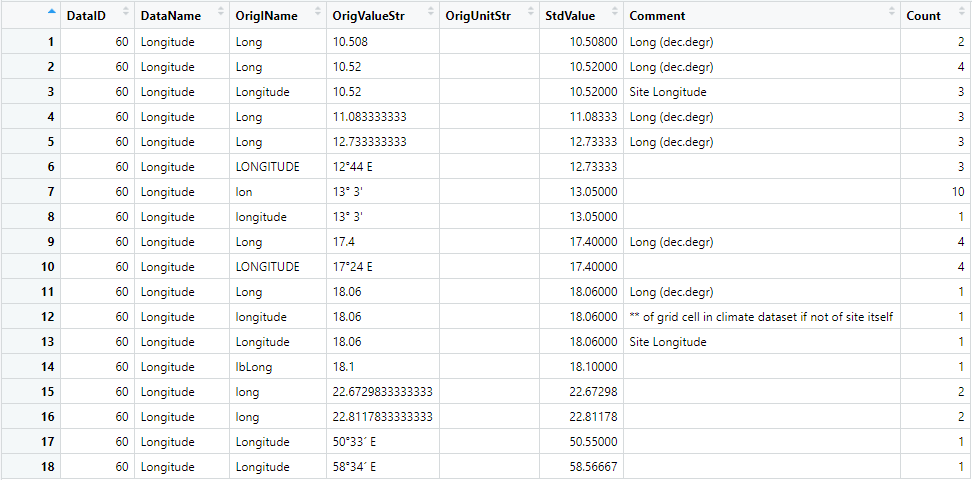 DataID DataName OriglName OrigValueStr OrigUnitStr StdValue Comment Count
1 60 Longitude Long 10.508 10.50800 Long (dec.degr) 2
2 60 Longitude Long 10.52 10.52000 Long (dec.degr) 4
3 60 Longitude Longitude 10.52 10.52000 Site Longitude 3
4 60 Longitude Long 11.083333333 11.08333 Long (dec.degr) 3
5 60 Longitude Long 12.733333333 12.73333 Long (dec.degr) 3
6 60 Longitude LONGITUDE 12°44 E 12.73333 3
7 60 Longitude lon 13° 3' 13.05000 10
8 60 Longitude longitude 13° 3' 13.05000 1
9 60 Longitude Long 17.4 17.40000 Long (dec.degr) 4
10 60 Longitude LONGITUDE 17°24 E 17.40000 4
11 60 Longitude Long 18.06 18.06000 Long (dec.degr) 1
12 60 Longitude longitude 18.06 18.06000 ** of grid cell in climate dataset if not of site itself 1
13 60 Longitude Longitude 18.06 18.06000 Site Longitude 1
14 60 Longitude lbLong 18.1 18.10000 1
15 60 Longitude long 22.6729833333333 22.67298 2
16 60 Longitude long 22.8117833333333 22.81178 2
17 60 Longitude Longitude 50°33´ E 50.55000 1
18 60 Longitude Longitude 58°34´ E 58.56667 1